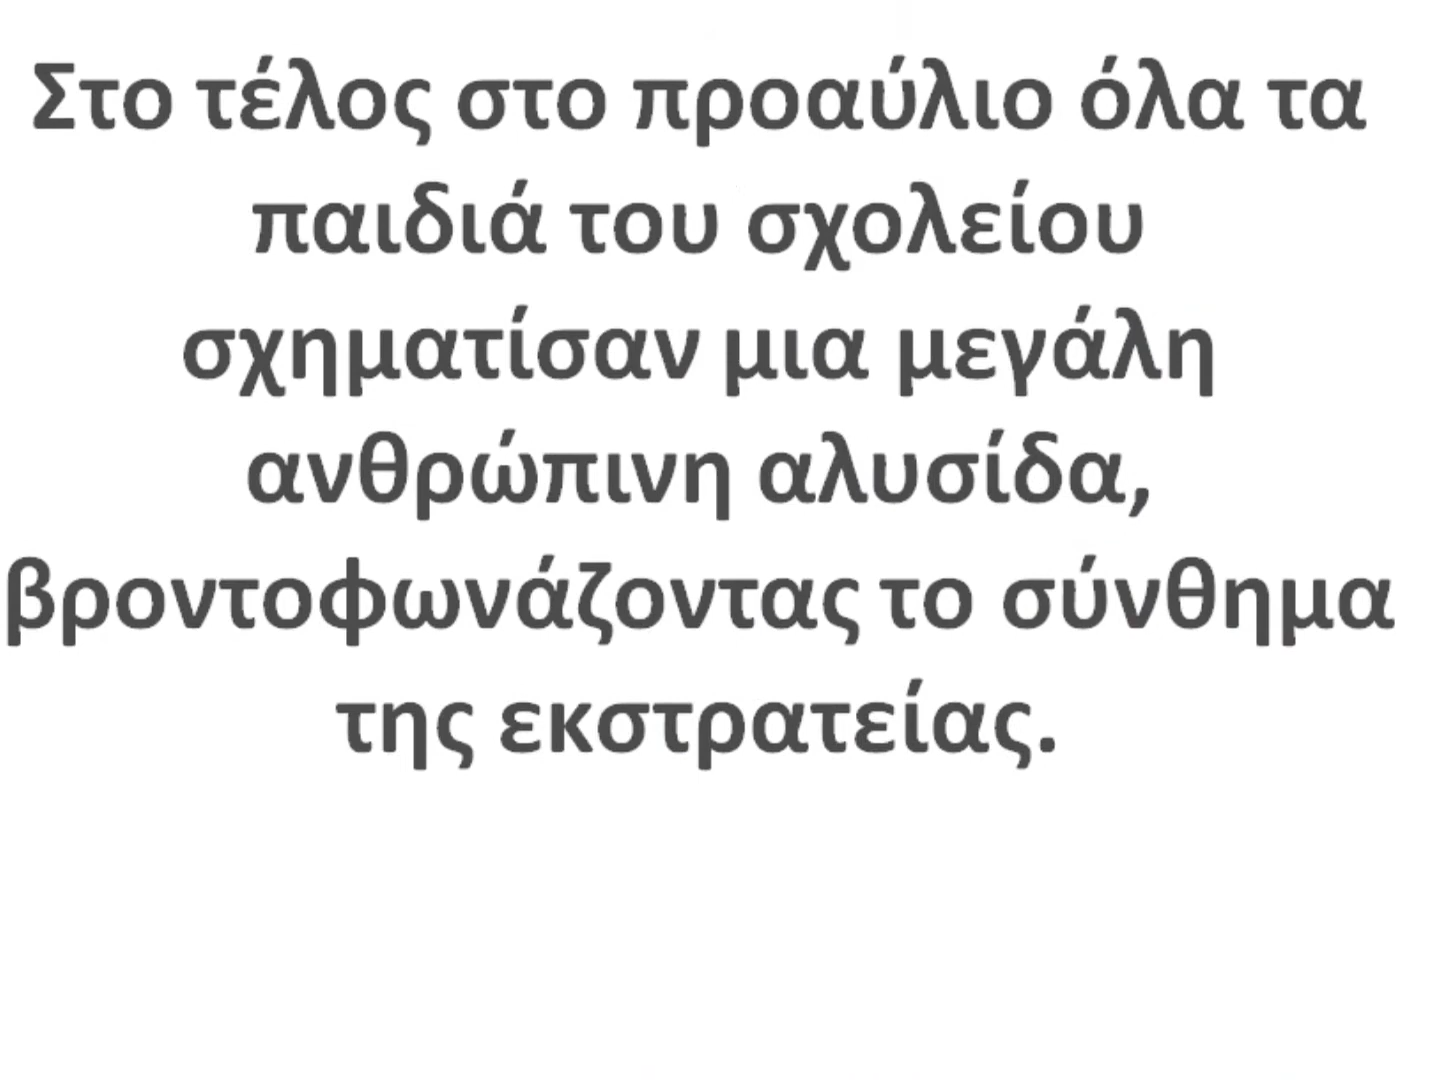 Στο τέλος στο προαύλιο όλα τα
παιδιά του σχολείου
σχηματίσαν μια μεγάλη
ανθρώπινη αλυσίδα,
βροντοφωνάζοντας το σύνθημα
της εκστρατείας.